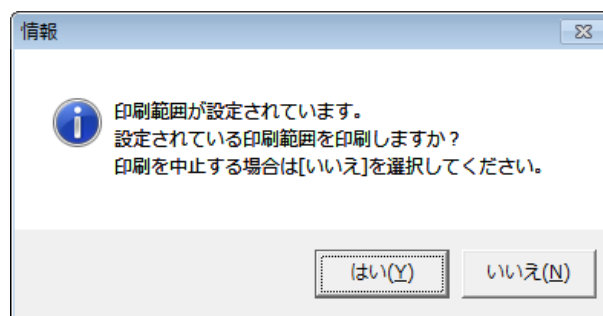 情報
印刷範囲が設定されています。
設定されている印刷範囲を印刷しますか？
印刷を中止する場合は[いいえ]を選択してください。
はい(Y)
いいえ(N)